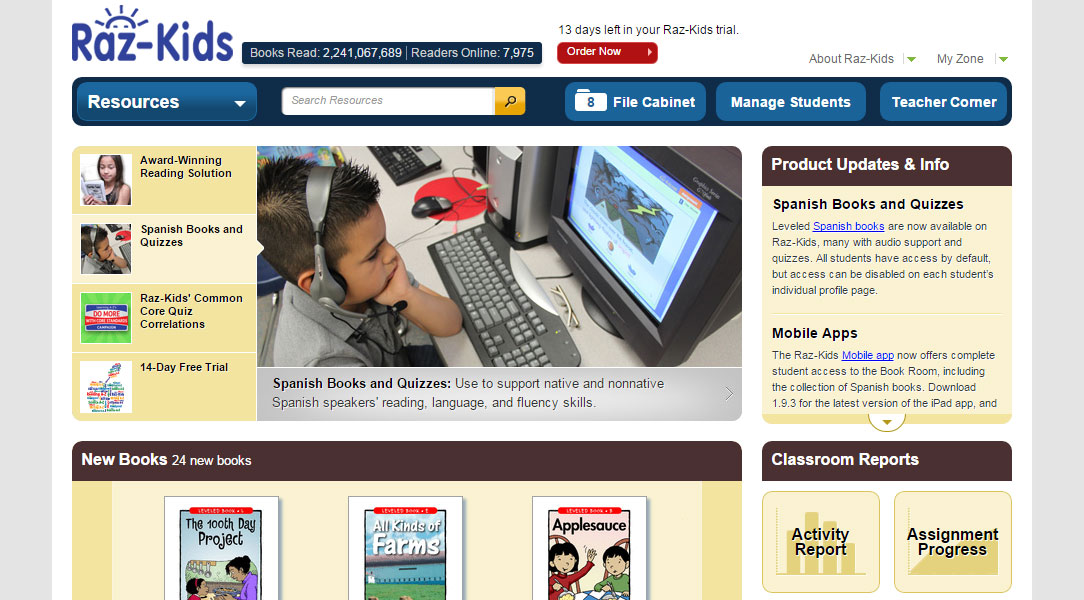 Raz-Kids
Books Read: 2,241,067,689 | Readers Online: 7,975
13 days left in your Raz-Kids trial.
Order Now
About Raz-Kids
My Zone
Resources
Search Resources
8 File Cabinet
Manage Students
Teacher Corner
Award-Winning
Reading Solution
Spanish Books and
Quizzes
Raz-Kids' Common
Core Quiz
Correlations
DO MORE
WITH CORE STANDARDS
CAMPAIGN
14-Day Free Trial
Spanish Books and Quizzes: Use to support native and nonnative
Spanish speakers' reading, language, and fluency skills.
Product Updates & Info
Spanish Books and Quizzes
Leveled Spanish books are now available on
Raz-Kids, many with audio support and
quizzes. All students have access by default,
but access can be disabled on each student's
individual profile page.
Mobile Apps
The Raz-Kids Mobile app now offers complete
student access to the Book Room, including
the collection of Spanish books. Download
1.9.3 for the latest version of the iPad app, and
New Books 24 new books
LEVELED BOOK • L
The 100th Day
Project
LEVELED BOOK • E
All Kinds of
Farms
LEVELED BOOK • B
Applesauce
Classroom Reports
Activity
Report
Assignment
Progress